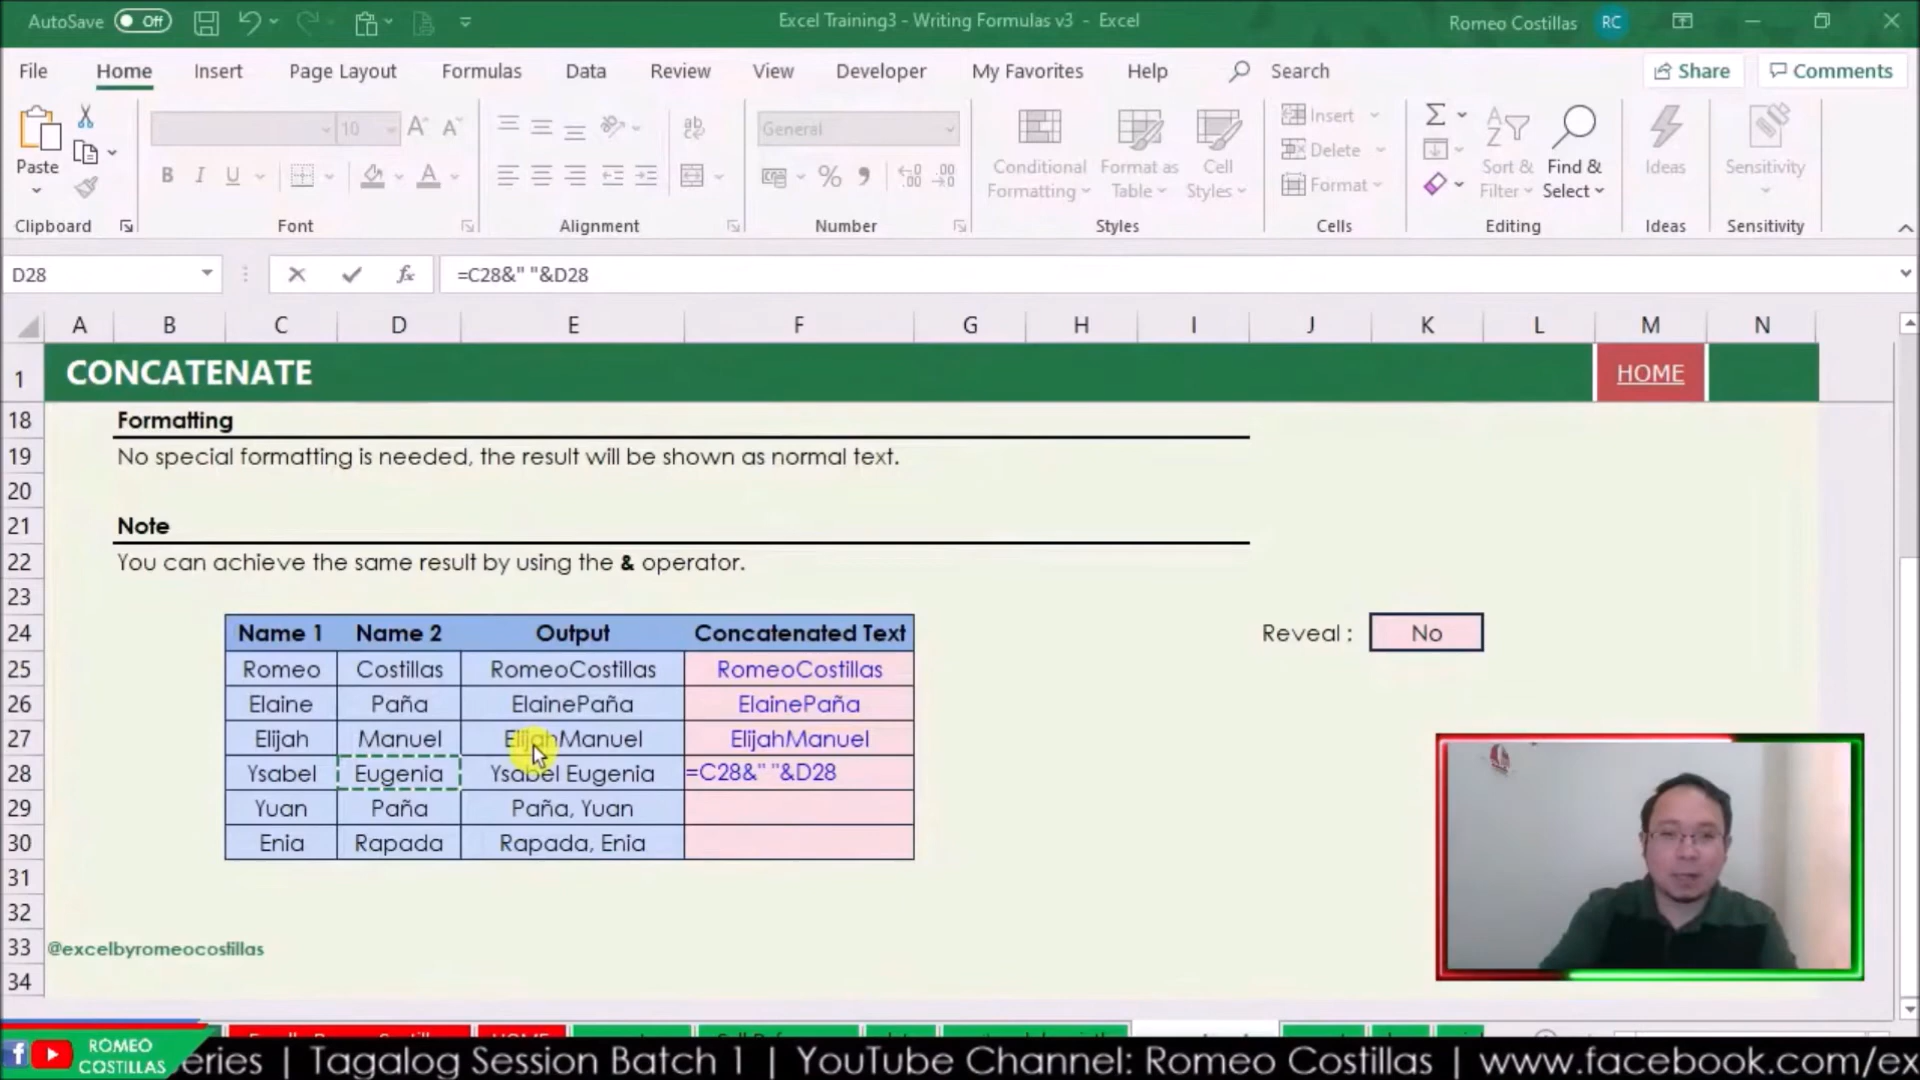 AutoSave Off Excel Training3 - Writing Formulas v3 - Excel Romeo Costillas RC
File Home Insert Page Layout Formulas Data Review View Developer My Favorites Help Search Share Comments
Paste
10
General
Conditional Formatting
Format as Table
Cell Styles
Insert
Delete
Format
Sort & Filter
Find & Select
Ideas
Sensitivity
Clipboard Font Alignment Number Styles Cells Editing Ideas Sensitivity
D28 =C28&" "&D28
A B C D E F G H I J K L M N
1 CONCATENATE HOME
18 Formatting
19 No special formatting is needed, the result will be shown as normal text.
20
21 Note
22 You can achieve the same result by using the & operator.
23
24 Name 1 Name 2 Output Concatenated Text Reveal : No
25 Romeo Costillas RomeoCostillas RomeoCostillas
26 Elaine Paña ElainePaña ElainePaña
27 Elijah Manuel ElijahManuel ElijahManuel
28 Ysabel Eugenia Ysabel Eugenia =C28&" "&D28
29 Yuan Paña Paña, Yuan
30 Enia Rapada Rapada, Enia
31
32
33 @excelbyromeocostillas
34
ROMEO COSTILLAS
eries | Tagalog Session Batch 1 | YouTube Channel: Romeo Costillas | www.facebook.com/ex